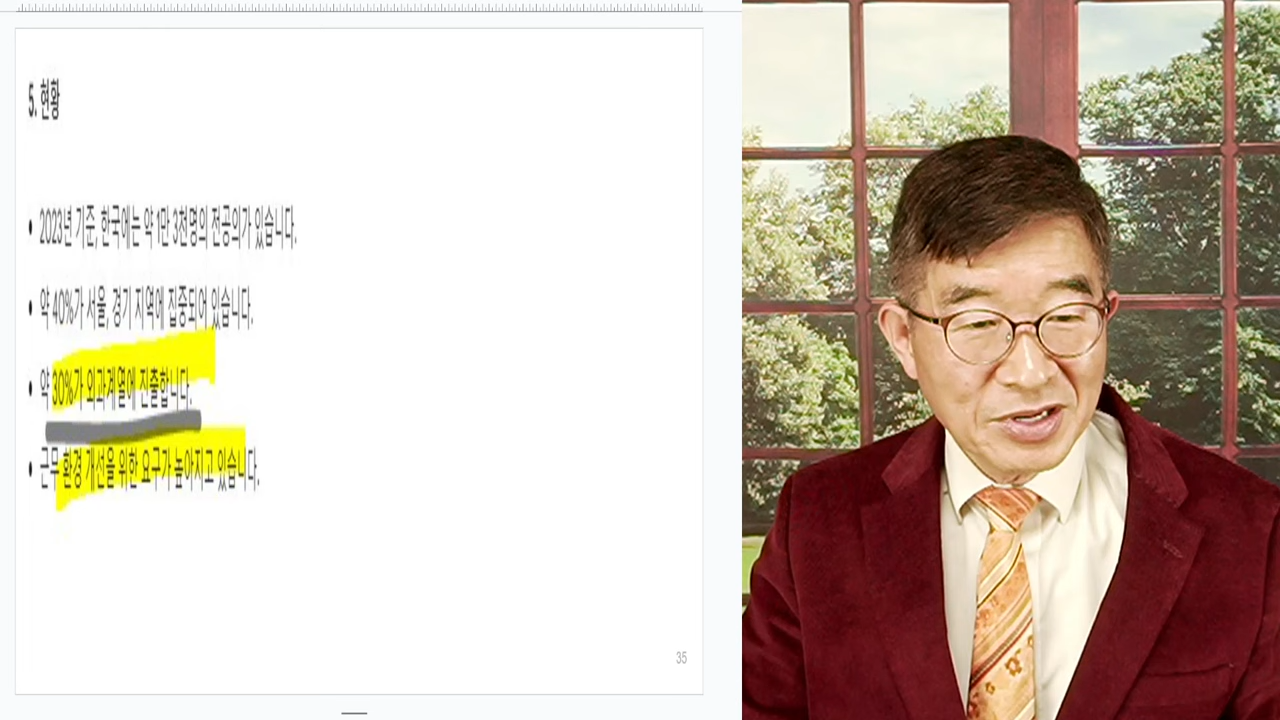 5. 현황
• 2023년 기준, 한국에는 약 1만 3천명의 전공의가 있습니다.
• 약 40%가 서울, 경기 지역에 집중되어 있습니다.
• 약 30%가 외과계열에 진출합니다.
• 근무 환경 개선을 위한 요구가 높아지고 있습니다.
35